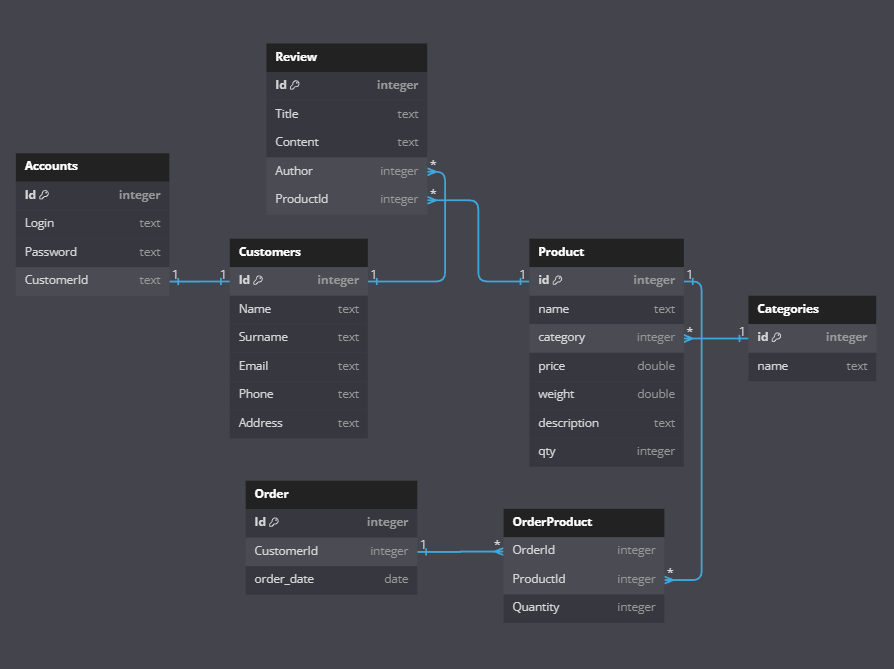 Review
Id integer
Title text
Content text
Author integer *
ProductId integer *
Accounts
Id integer
Login text
Password text
CustomerId text 1
Customers
1 Id integer 1
Name text
Surname text
Email text
Phone text
Address text
Product
1 id integer 1
name text
category integer *
price double
weight double
description text
qty integer
Categories
1 id integer
name text
Order
Id integer
CustomerId integer 1
order_date date
OrderProduct
* OrderId integer
ProductId integer *
Quantity integer